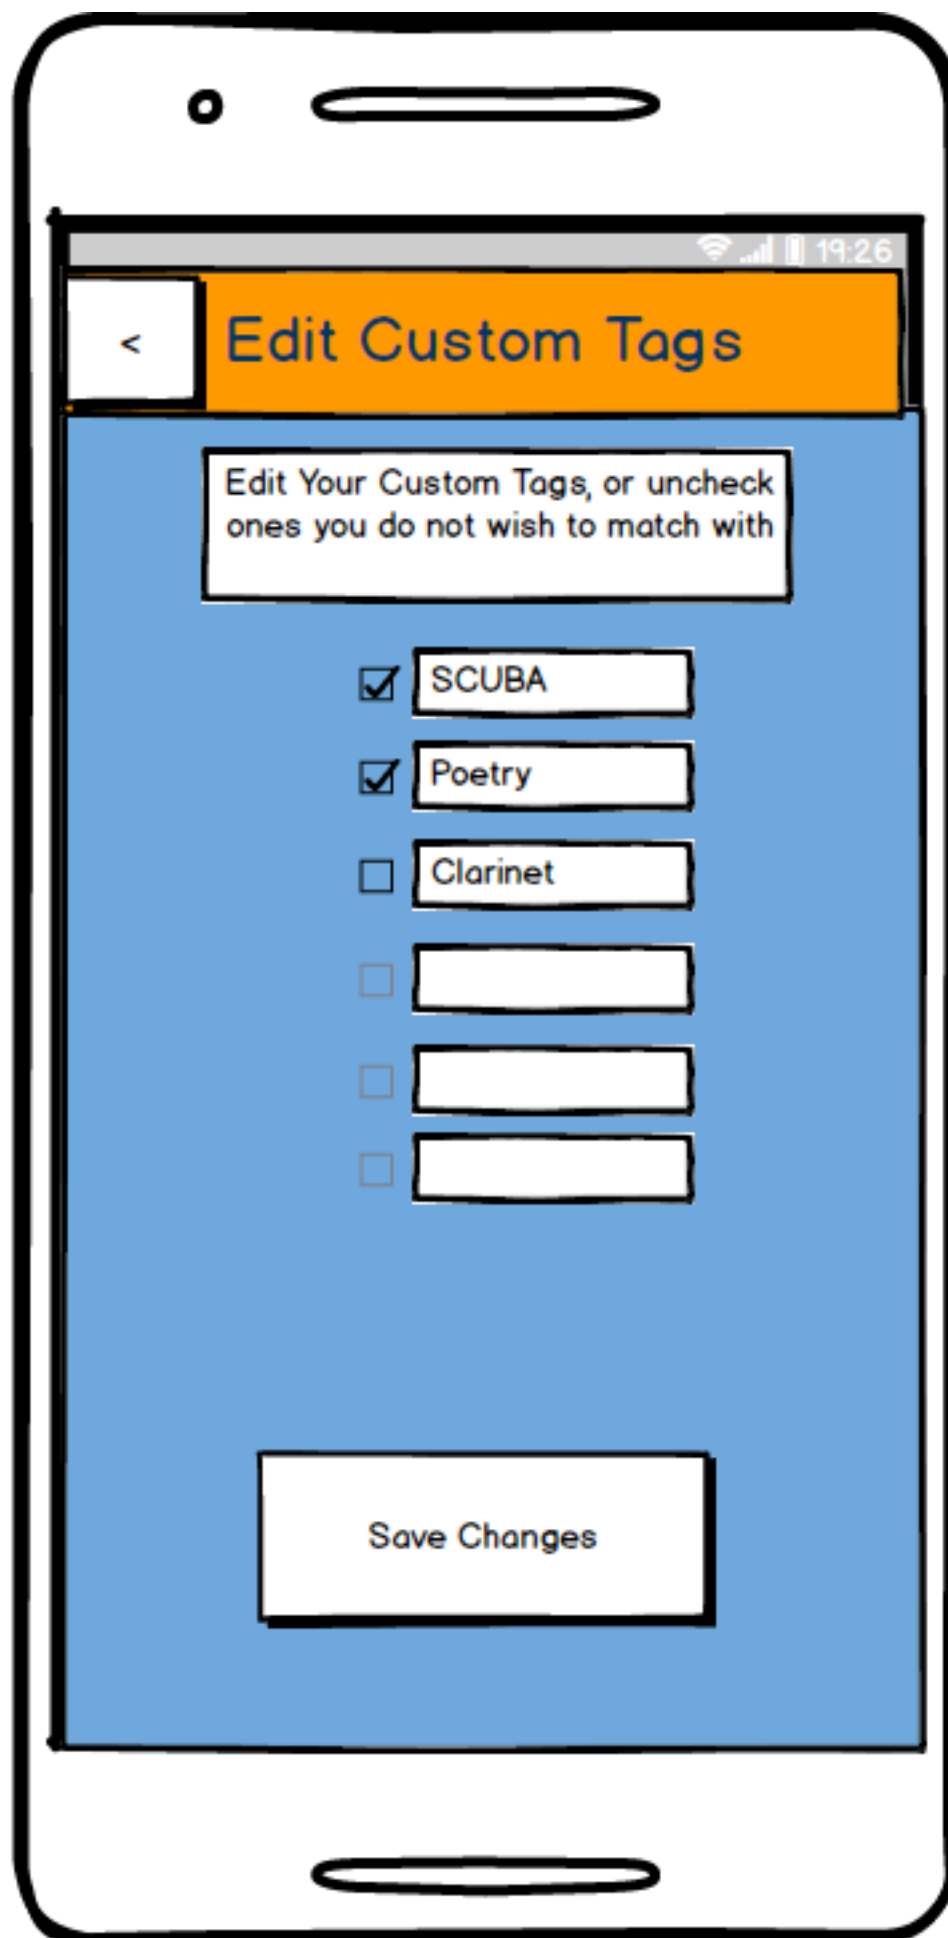 19:26
<
Edit Custom Tags
Edit Your Custom Tags, or uncheck
ones you do not wish to match with
SCUBA
Poetry
Clarinet
Save Changes